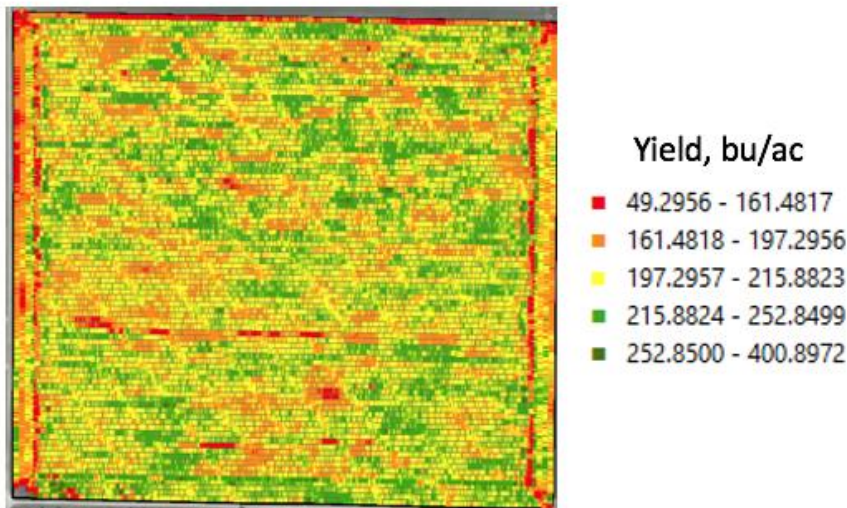 Yield, bu/ac
49.2956 - 161.4817
161.4818 - 197.2956
197.2957 - 215.8823
215.8824 - 252.8499
252.8500 - 400.8972